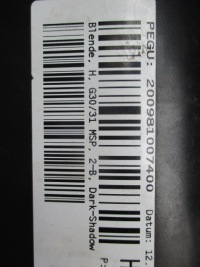 PEGU: 200981007400
Datum: 12.
Blende, H, G30/31 MSP, 2-B, Dark-Shadow
H
P: